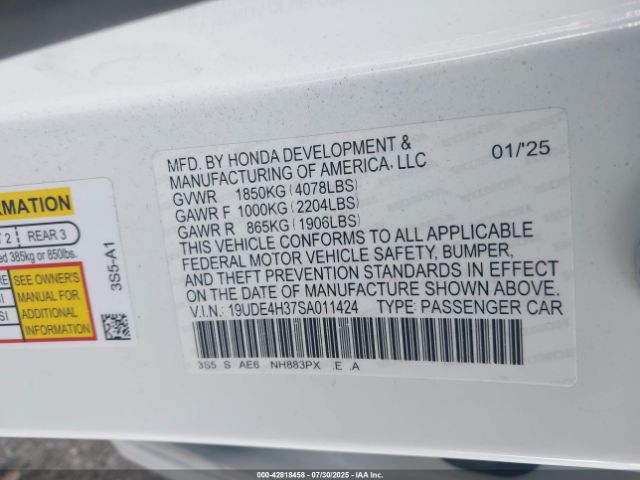 MFD. BY HONDA DEVELOPMENT &
MANUFACTURING OF AMERICA, LLC 01/'25
GVWR 1850KG (4078LBS)
GAWR F 1000KG (2204LBS)
GAWR R 865KG (1906LBS)
THIS VEHICLE CONFORMS TO ALL APPLICABLE
FEDERAL MOTOR VEHICLE SAFETY, BUMPER,
AND THEFT PREVENTION STANDARDS IN EFFECT
ON THE DATE OF MANUFACTURE SHOWN ABOVE.
V.I.N.: 19UDE4H37SA011424 TYPE: PASSENGER CAR
3S5 S AE6 NH883PX .E .A
2 REAR 3
385kg or 850lbs.
SEE OWNER'S
MANUAL FOR
ADDITIONAL
INFORMATION
3S5-A1
000-42818458 - 07/30/2025 - IAAI.COM